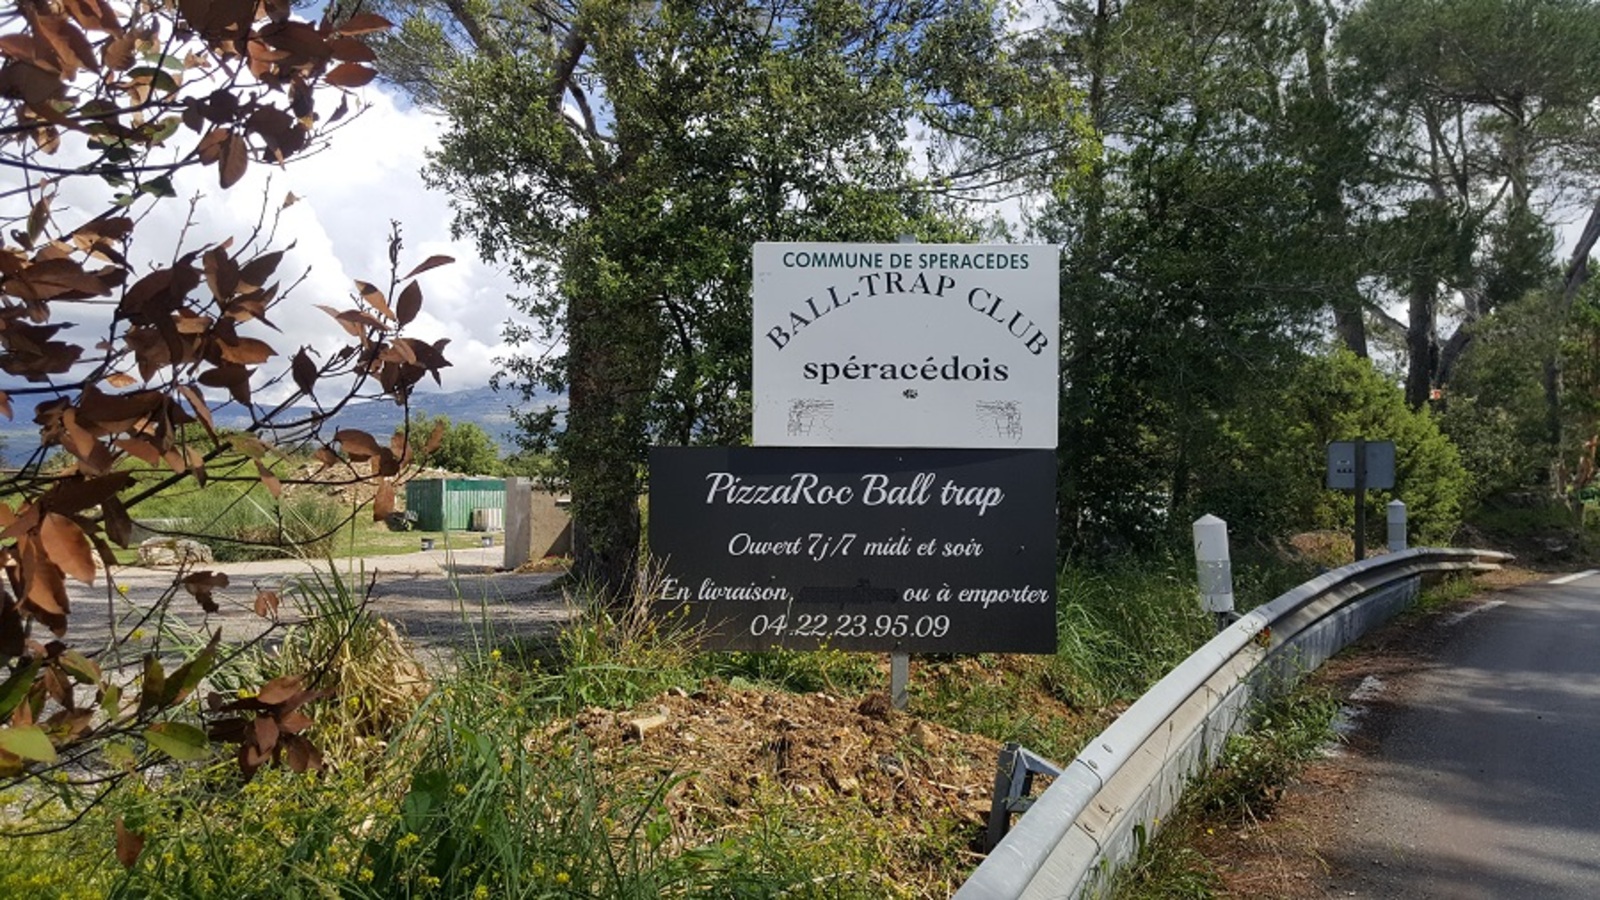 COMMUNE DE SPERACEDES
BALL-TRAP CLUB
spéracédois
PizzaRoc Ball trap
Ouvert 7j/7 midi et soir
En livraison, ou à emporter
04.22.23.95.09